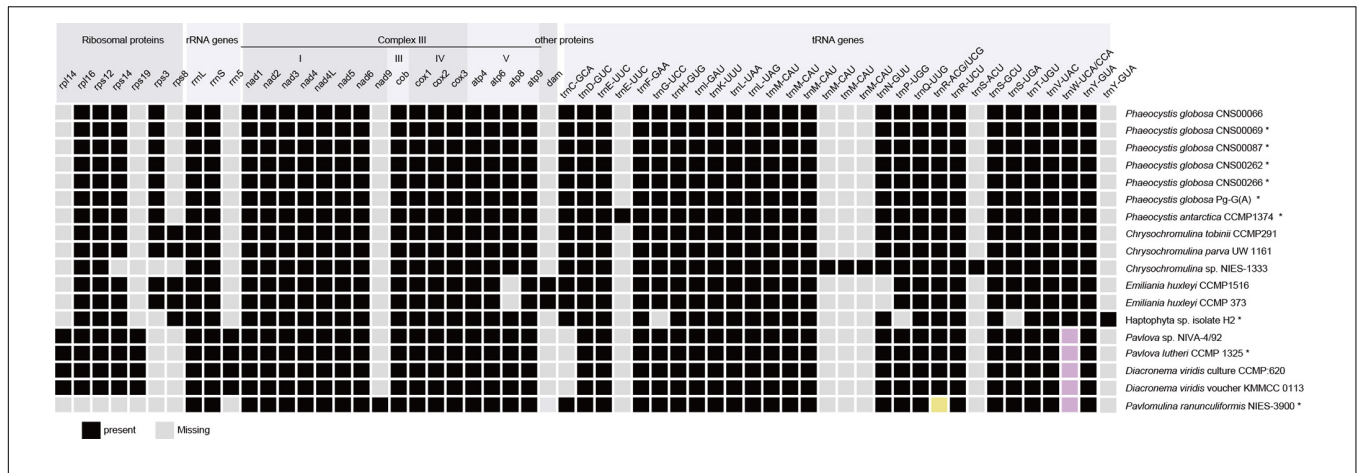 Ribosomal proteins rRNA genes Complex III other proteins tRNA genes
I III IV V
rpl14 rpl16 rps12 rps14 rps19 rps3 rps8 rrnL rrnS rrn5 nad1 nad2 nad3 nad4 nad4L nad5 nad6 nad9 cob cox1 cox2 cox3 atp4 atp6 atp8 atp9 dam trnC-GCA trnD-GUC trnE-UUC trnE-UUC trnF-GAA trnG-UCC trnH-GUG trnI-GAU trnK-UUU trnL-UAA trnL-UAG trnM-CAU trnM-CAU trnM-CAU trnM-CAU trnM-CAU trnM-CAU trnN-GUU trnP-UGG trnQ-UUG trnR-ACG/UCG trnR-UCU trnS-ACU trnS-GCU trnS-UGA trnT-UGU trnV-UAC trnW-UCA/CCA trnY-GUA trnY-GUA
Phaeocystis globosa CNS00066
Phaeocystis globosa CNS00069 *
Phaeocystis globosa CNS00087 *
Phaeocystis globosa CNS00262 *
Phaeocystis globosa CNS00266 *
Phaeocystis globosa Pg-G(A) *
Phaeocystis antarctica CCMP1374 *
Chrysochromulina tobinii CCMP291
Chrysochromulina parva UW 1161
Chrysochromulina sp. NIES-1333
Emiliania huxleyi CCMP1516
Emiliania huxleyi CCMP 373
Haptophyta sp. isolate H2 *
Pavlova sp. NIVA-4/92
Pavlova lutheri CCMP 1325 *
Diacronema viridis culture CCMP:620
Diacronema viridis voucher KMMCC 0113
Pavlomulina ranunculiformis NIES-3900 *
present Missing